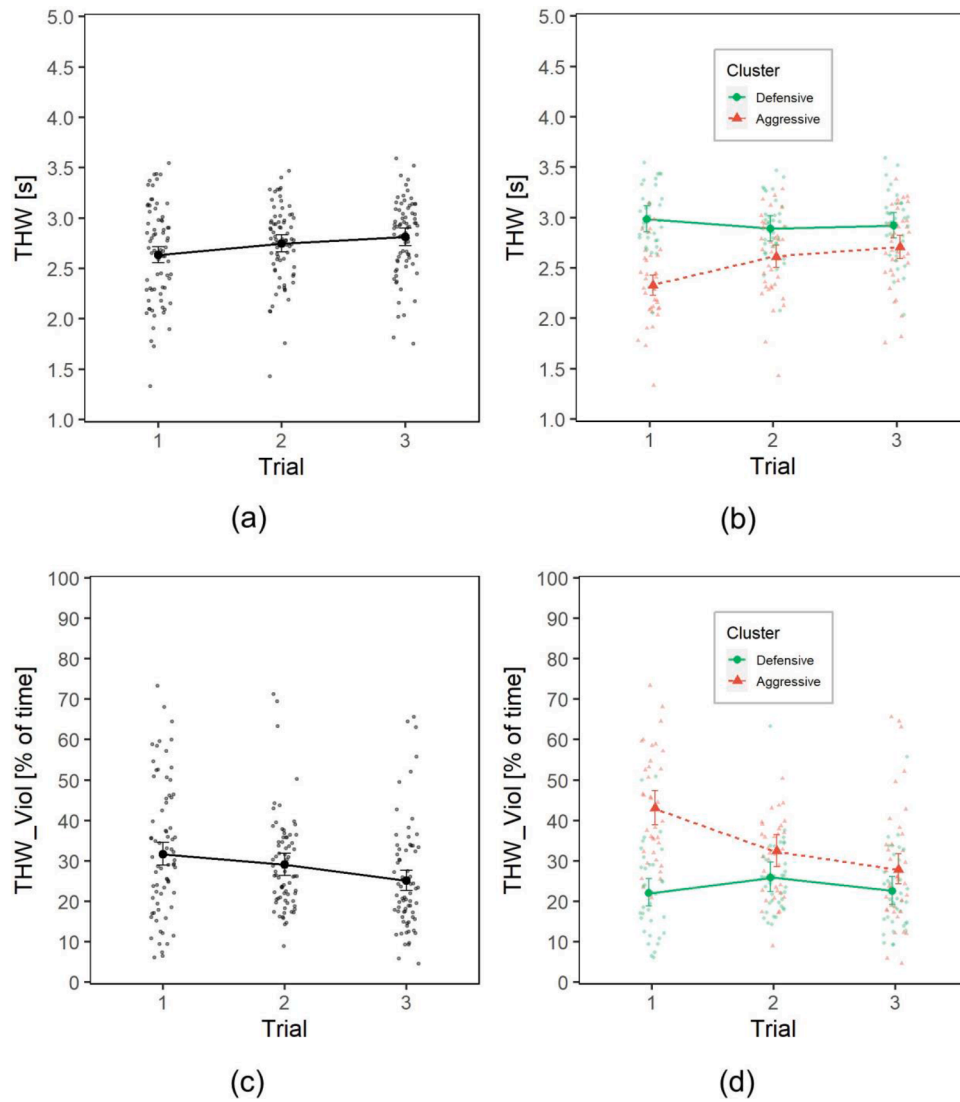 THW [s]
5.0
4.5
4.0
3.5
3.0
2.5
2.0
1.5
1.0
1 2 3
Trial
(a)
THW [s]
5.0
4.5
4.0
3.5
3.0
2.5
2.0
1.5
1.0
Cluster
Defensive
Aggressive
1 2 3
Trial
(b)
THW_Viol [% of time]
100
90
80
70
60
50
40
30
20
10
0
1 2 3
Trial
(c)
THW_Viol [% of time]
100
90
80
70
60
50
40
30
20
10
0
Cluster
Defensive
Aggressive
1 2 3
Trial
(d)